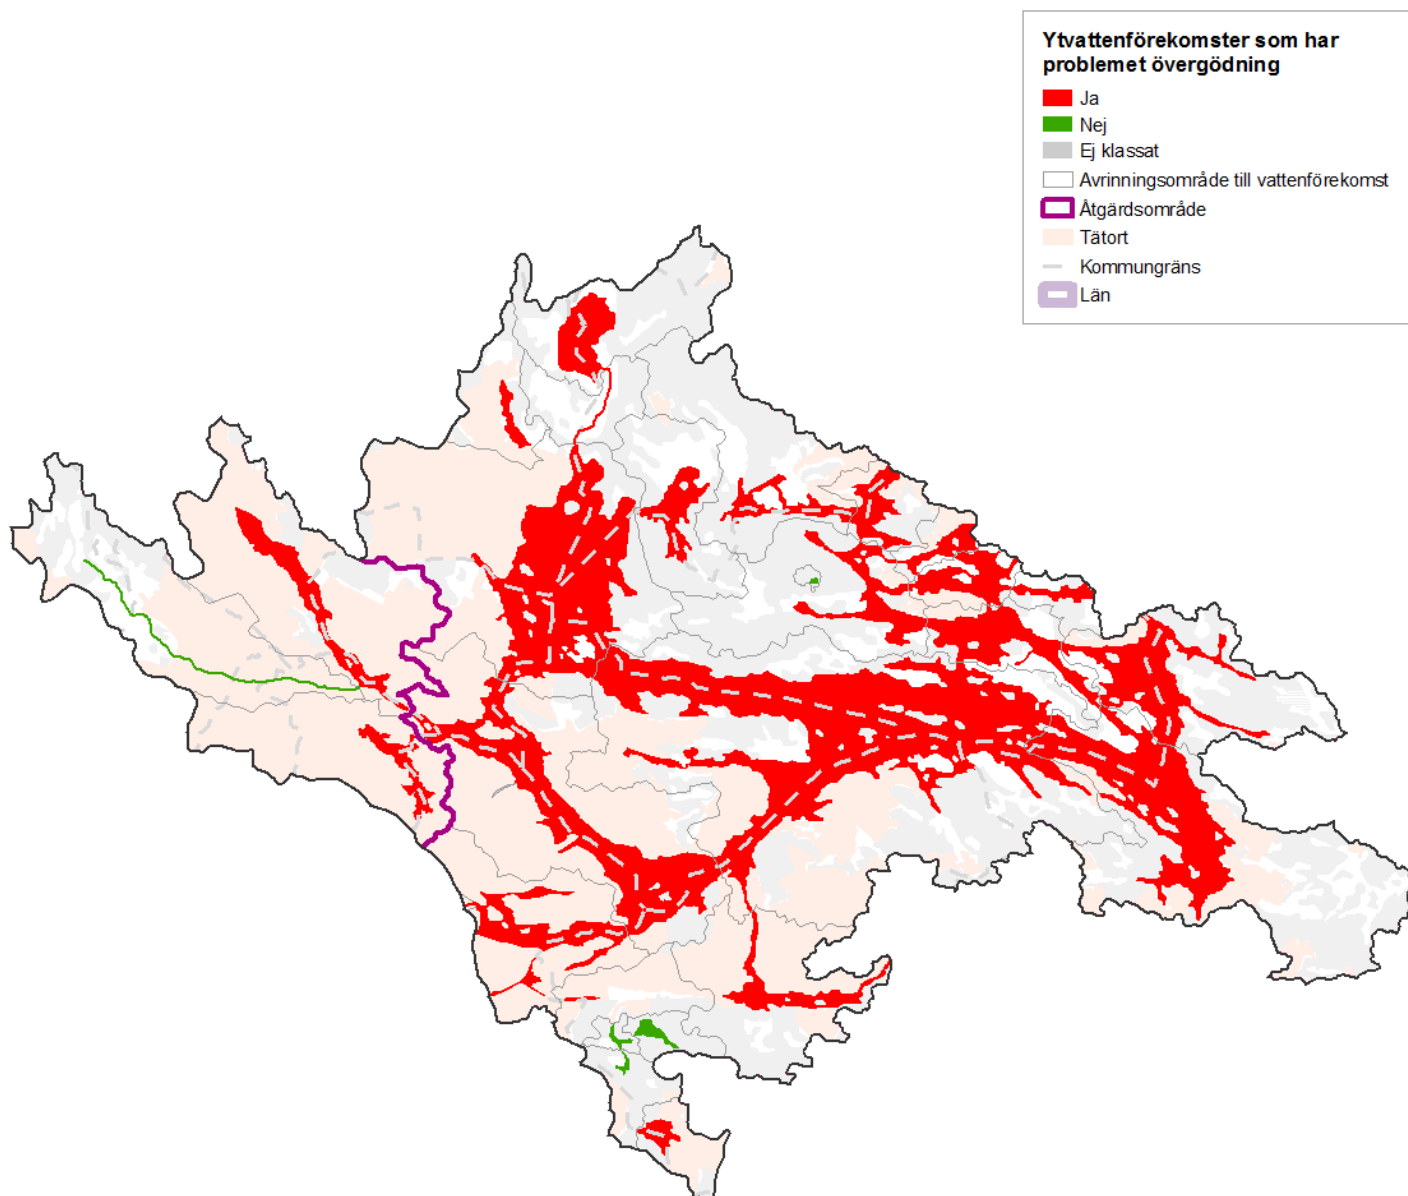 Ytvattenförekomster som har
problemet övergödning
Ja
Nej
Ej klassat
Avrinningsområde till vattenförekomst
Åtgärdsområde
Tätort
Kommungräns
Län